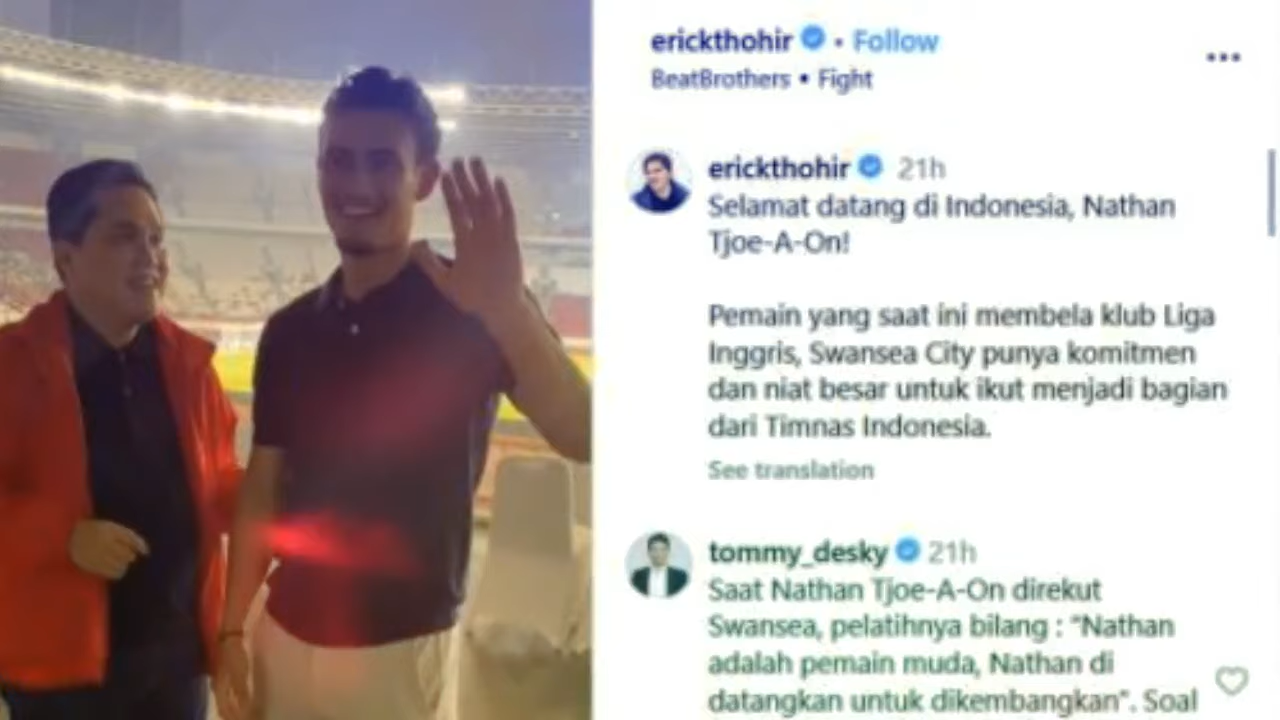 erickthohir • Follow
BeatBrothers • Fight
erickthohir 21h
Selamat datang di Indonesia, Nathan
Tjoe-A-On!
Pemain yang saat ini membela klub Liga
Inggris, Swansea City punya komitmen
dan niat besar untuk ikut menjadi bagian
dari Timnas Indonesia.
See translation
tommy_desky 21h
Saat Nathan Tjoe-A-On direkut
Swansea, pelatihnya bilang : "Nathan
adalah pemain muda, Nathan di
datangkan untuk dikembangkan". Soal